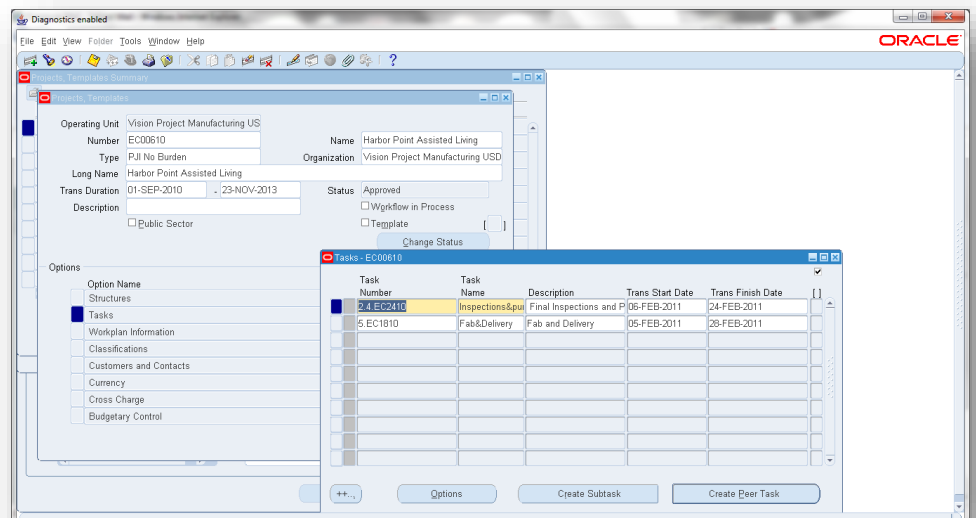 Diagnostics enabled
File Edit View Folder Tools Window Help
ORACLE
Projects, Templates Summary
Projects, Templates
Operating Unit Vision Project Manufacturing US
Number EC00610 Name Harbor Point Assisted Living
Type PJI No Burden Organization Vision Project Manufacturing USD
Long Name Harbor Point Assisted Living
Trans Duration 01-SEP-2010 - 23-NOV-2013 Status Approved
Description Workflow in Process
Public Sector Template [ ]
Change Status
Options
Option Name
Structures
Tasks
Workplan Information
Classifications
Customers and Contacts
Currency
Cross Charge
Budgetary Control
Tasks - EC00610
Task Task
Number Name Description Trans Start Date Trans Finish Date [ ]
2.4.EC2410 Inspections&pu Final Inspections and P 06-FEB-2011 24-FEB-2011
5.EC1810 Fab&Delivery Fab and Delivery 05-FEB-2011 28-FEB-2011
++.. Options Create Subtask Create Peer Task